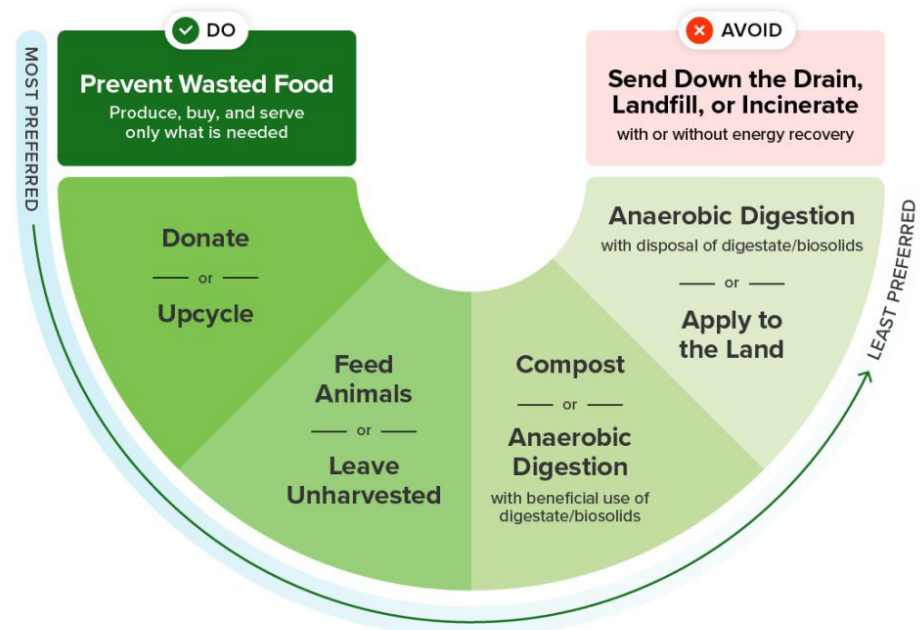 DO
Prevent Wasted Food
Produce, buy, and serve
only what is needed
AVOID
Send Down the Drain,
Landfill, or Incinerate
with or without energy recovery
MOST PREFERRED
Donate
or
Upcycle
Feed
Animals
or
Leave
Unharvested
Compost
or
Anaerobic
Digestion
with beneficial use of
digestate/biosolids
Anaerobic Digestion
with disposal of digestate/biosolids
or
Apply to
the Land
LEAST PREFERRED